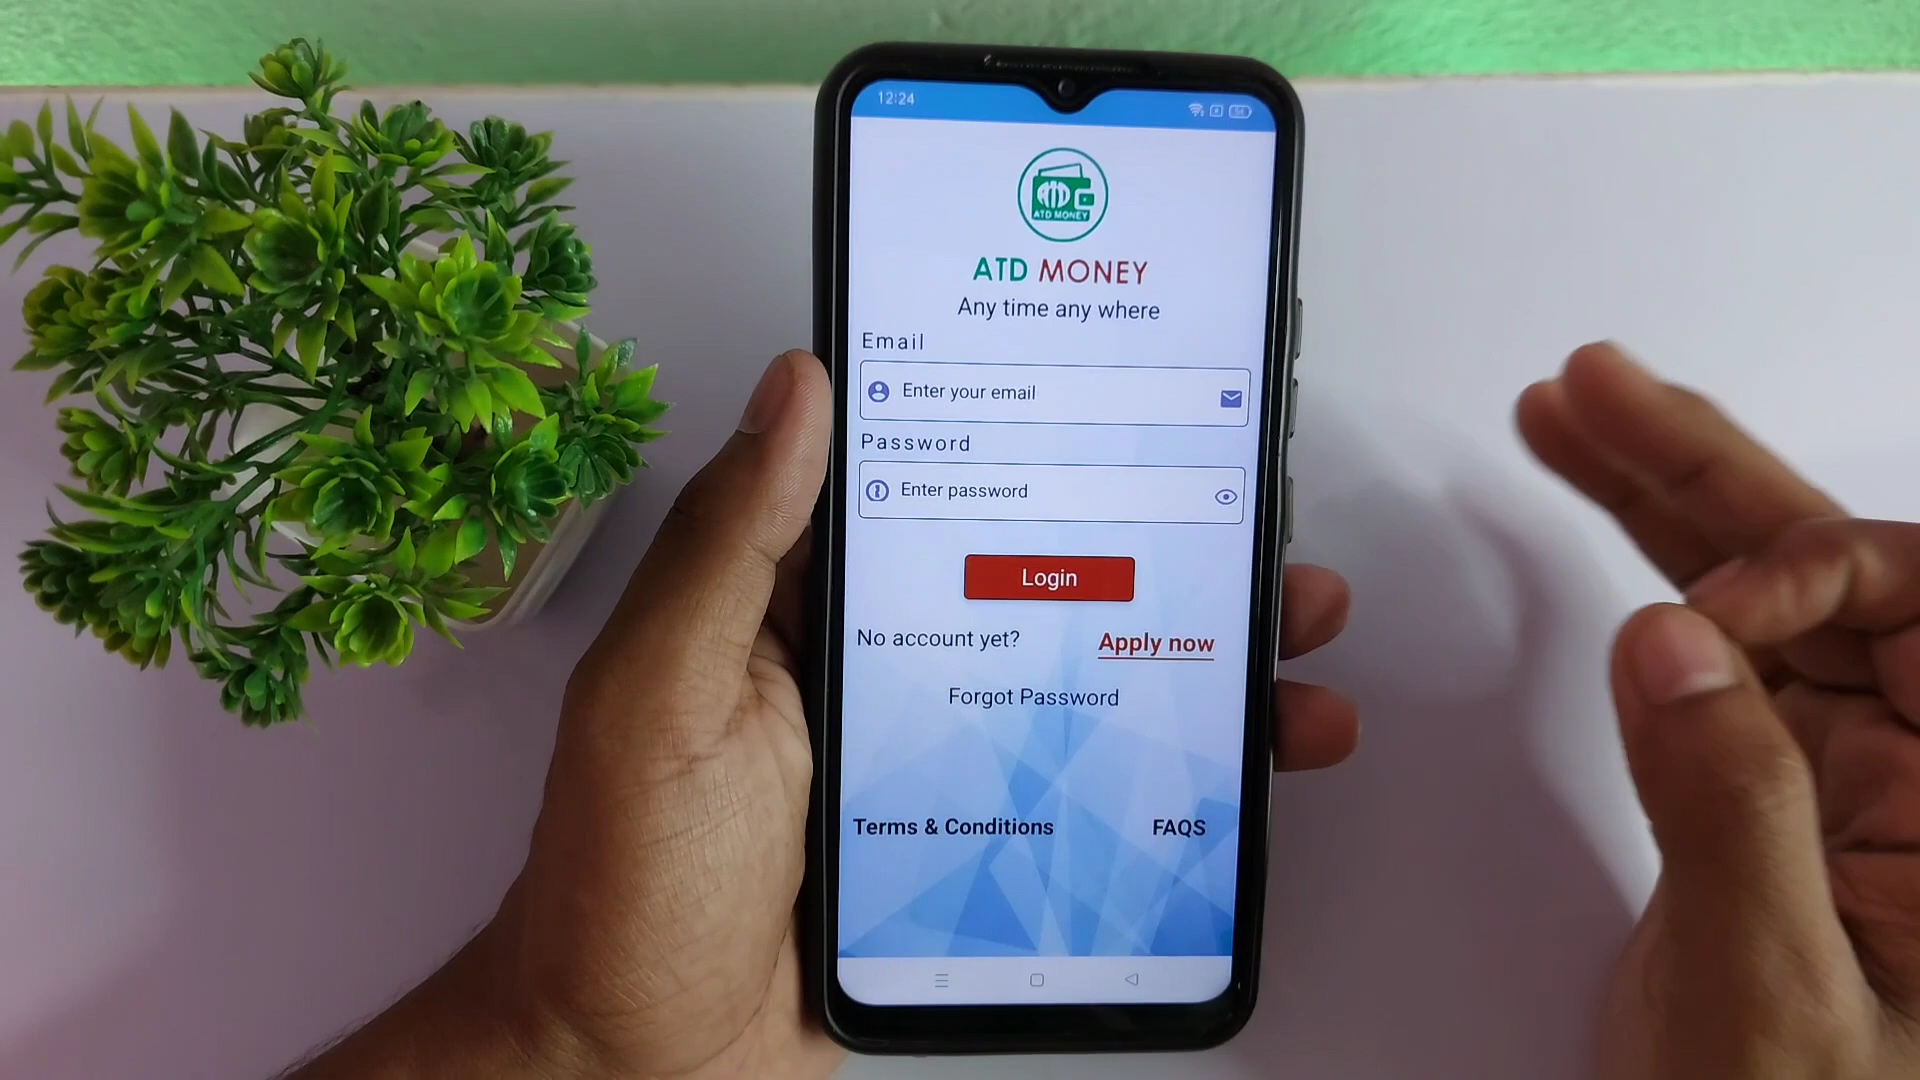 12:24
ATD
ATD MONEY
ATD MONEY
Any time any where
Email
Enter your email
Password
Enter password
Login
No account yet?
Apply now
Forgot Password
Terms & Conditions
FAQS